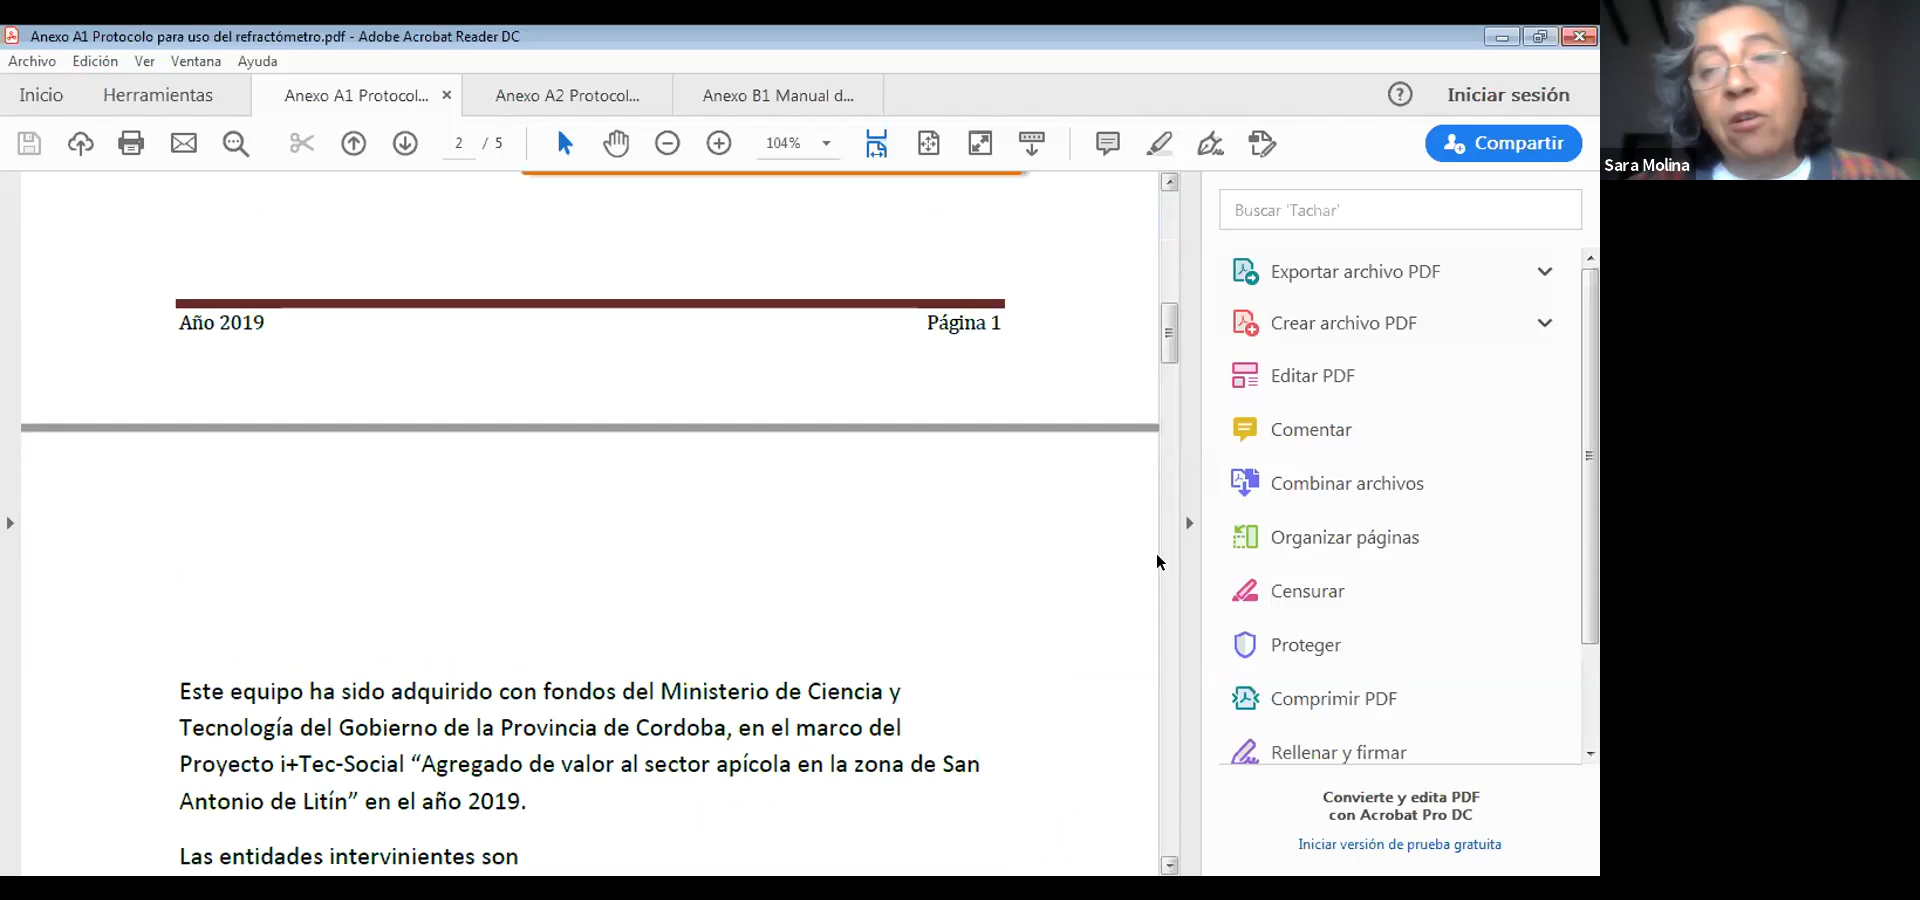 Anexo A1 Protocolo para uso del refractómetro.pdf - Adobe Acrobat Reader DC
Archivo Edición Ver Ventana Ayuda
Inicio Herramientas Anexo A1 Protocol... × Anexo A2 Protocol... Anexo B1 Manual d... ? Iniciar sesión
2 / 5 104% Compartir
Sara Molina
Buscar 'Tachar'
Exportar archivo PDF
Crear archivo PDF
Editar PDF
Comentar
Combinar archivos
Organizar páginas
Censurar
Proteger
Comprimir PDF
Rellenar y firmar
Convierte y edita PDF
con Acrobat Pro DC
Iniciar versión de prueba gratuita
Año 2019 Página 1
Este equipo ha sido adquirido con fondos del Ministerio de Ciencia y
Tecnología del Gobierno de la Provincia de Cordoba, en el marco del
Proyecto i+Tec-Social “Agregado de valor al sector apícola en la zona de San
Antonio de Litín” en el año 2019.
Las entidades intervinientes son